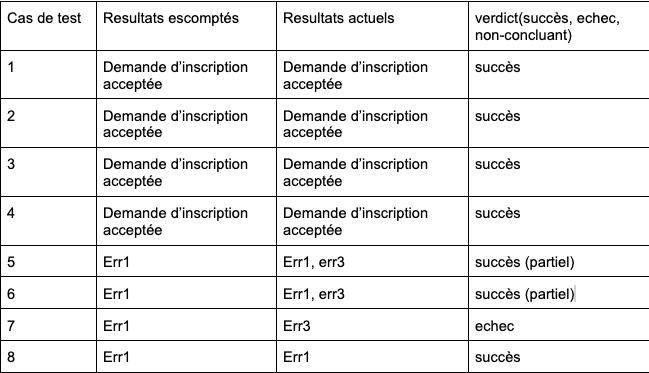 Cas de test Resultats escomptés Resultats actuels verdict(succès, echec,
non-concluant)
1 Demande d'inscription Demande d'inscription succès
acceptée acceptée
2 Demande d'inscription Demande d'inscription succès
acceptée acceptée
3 Demande d'inscription Demande d'inscription succès
acceptée acceptée
4 Demande d'inscription Demande d'inscription succès
acceptée acceptée
5 Err1 Err1, err3 succès (partiel)
6 Err1 Err1, err3 succès (partiel)
7 Err1 Err3 echec
8 Err1 Err1 succès